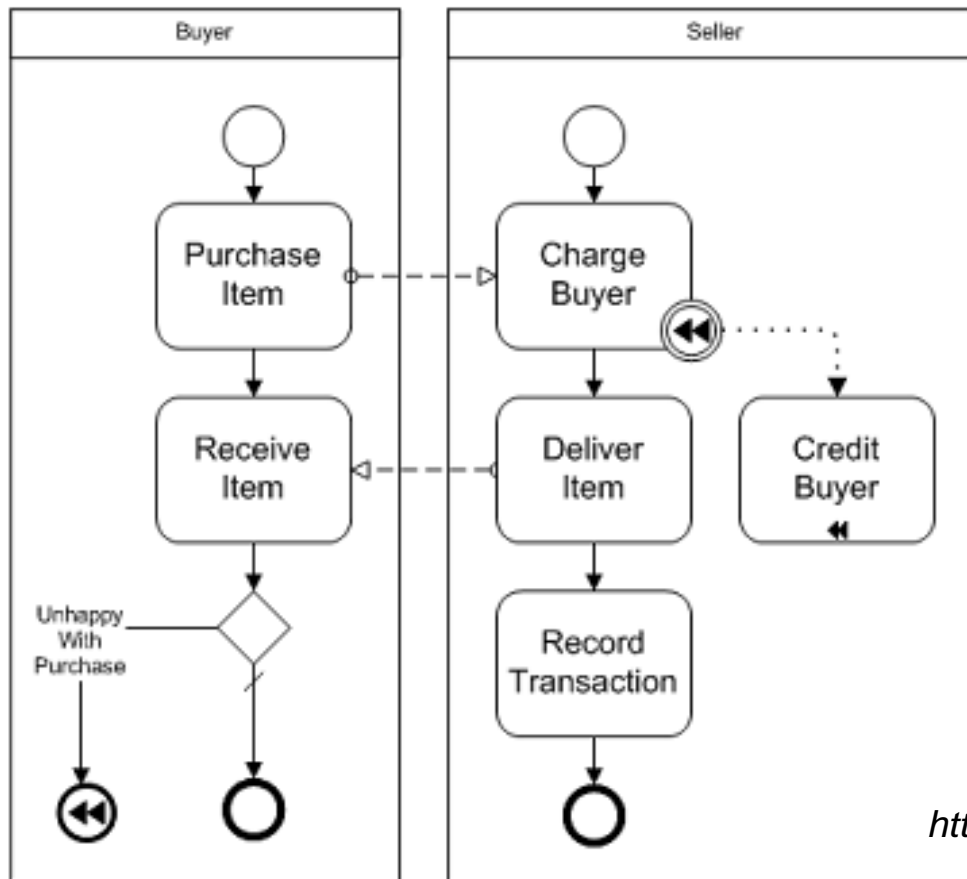 Buyer
Seller
Purchase
Item
Charge
Buyer
Receive
Item
Deliver
Item
Credit
Buyer
Unhappy
With
Purchase
Record
Transaction
htt